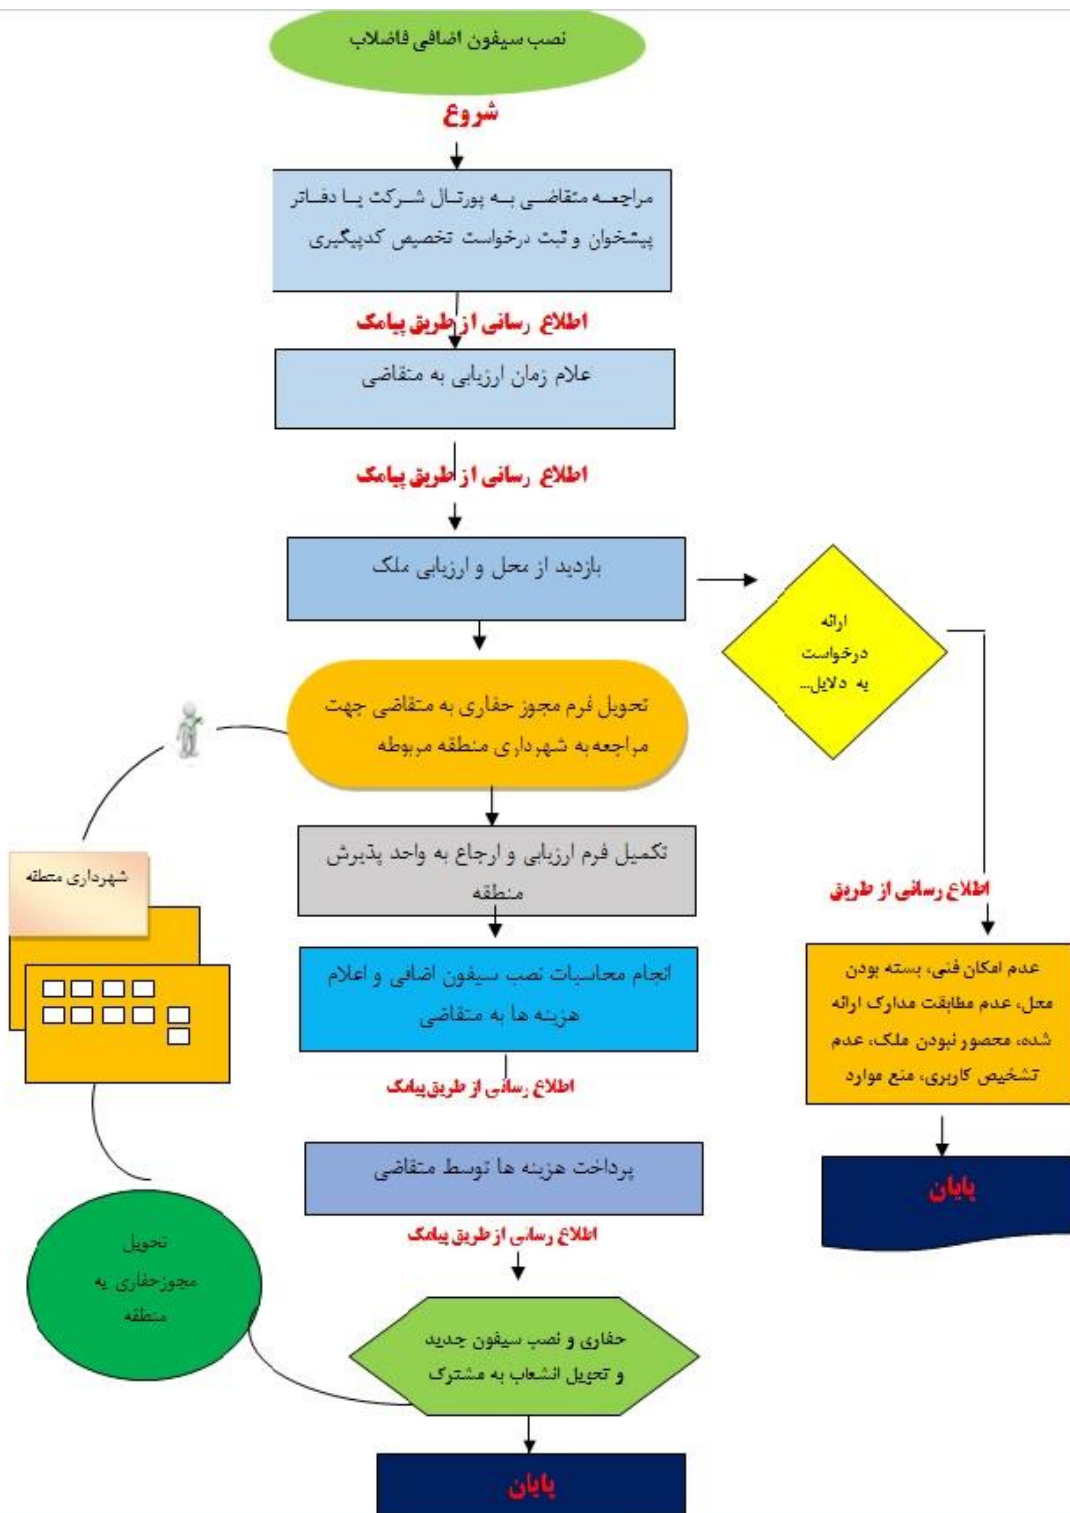 نصب سیفون اضافی فاضلاب
شروع
مراجعه متقاضی به پورتال شرکت یا دفاتر
پیشخوان و ثبت درخواست تخصیص کدپیگیری
اطلاع رسانی از طریق پیامک
علام زمان ارزیابی به متقاضی
اطلاع رسانی از طریق پیامک
بازدید از محل و ارزیابی ملک
ارائه
درخواست
به دلایل...
تحویل فرم مجوز حفاری به متقاضی جهت
مراجعه به شهرداری منطقه مربوطه
تکمیل فرم ارزیابی و ارجاع به واحد پذیرش
منطقه
شهرداری منطقه
اطلاع رسانی از طریق
انجام محاسبات نصب سیفون اضافی و اعلام
هزینه ها به متقاضی
عدم امکان فنی، بسته بودن
محل، عدم مطابقت مدارک ارائه
شده، محصور نبودن ملک، عدم
تشخیص کاربری، منع موارد
اطلاع رسانی از طریق پیامک
پرداخت هزینه ها توسط متقاضی
پایان
اطلاع رسانی از طریق پیامک
تحویل
مجوزحفاری به
منطقه
حفاری و نصب سیفون جدید
و تحویل انشعاب به مشترک
پایان